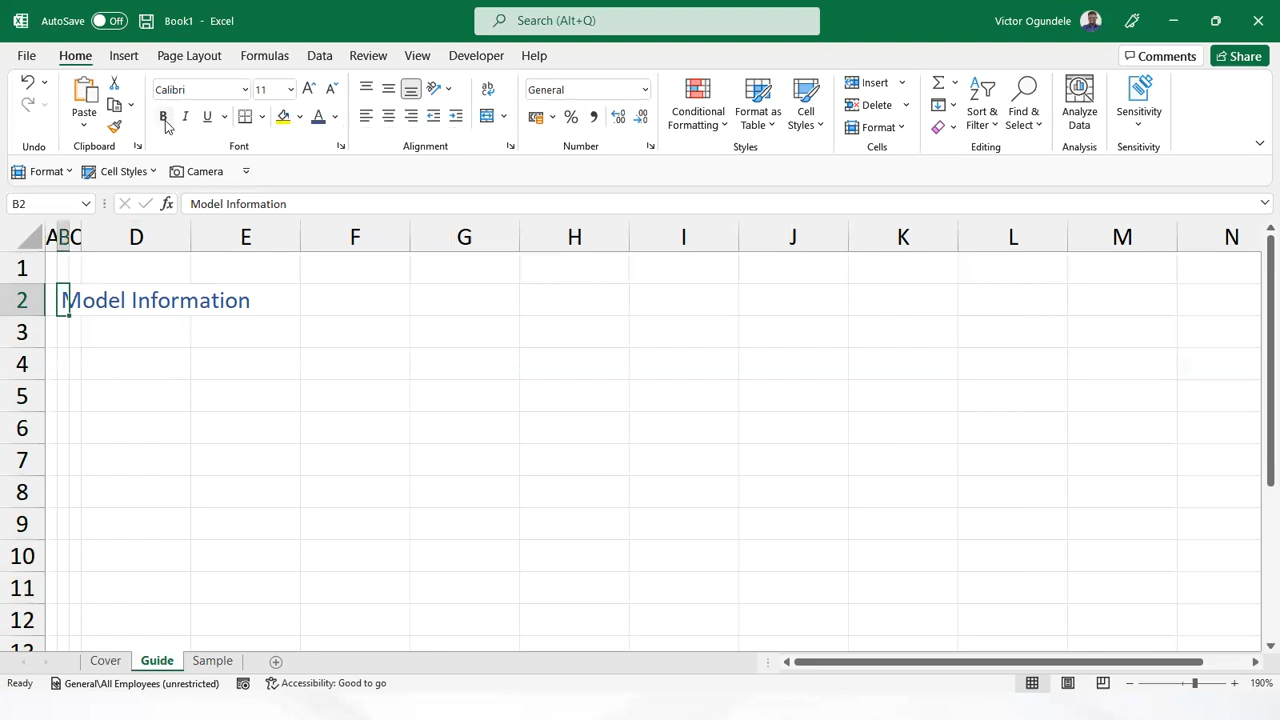 AutoSave Off Book1 - Excel Search (Alt+Q) Victor Ogundele
File Home Insert Page Layout Formulas Data Review View Developer Help Comments Share
Calibri 11 General
Paste B I U Conditional Formatting Format as Table Cell Styles Insert Delete Format Sort & Filter Find & Select Analyze Data Sensitivity
Undo Clipboard Font Alignment Number Styles Cells Editing Analysis Sensitivity
Format Cell Styles Camera
B2 fx Model Information
A B C D E F G H I J K L M N
1
2 Model Information
3
4
5
6
7
8
9
10
11
12
13
Cover Guide Sample
Ready General\All Employees (unrestricted) Accessibility: Good to go 190%